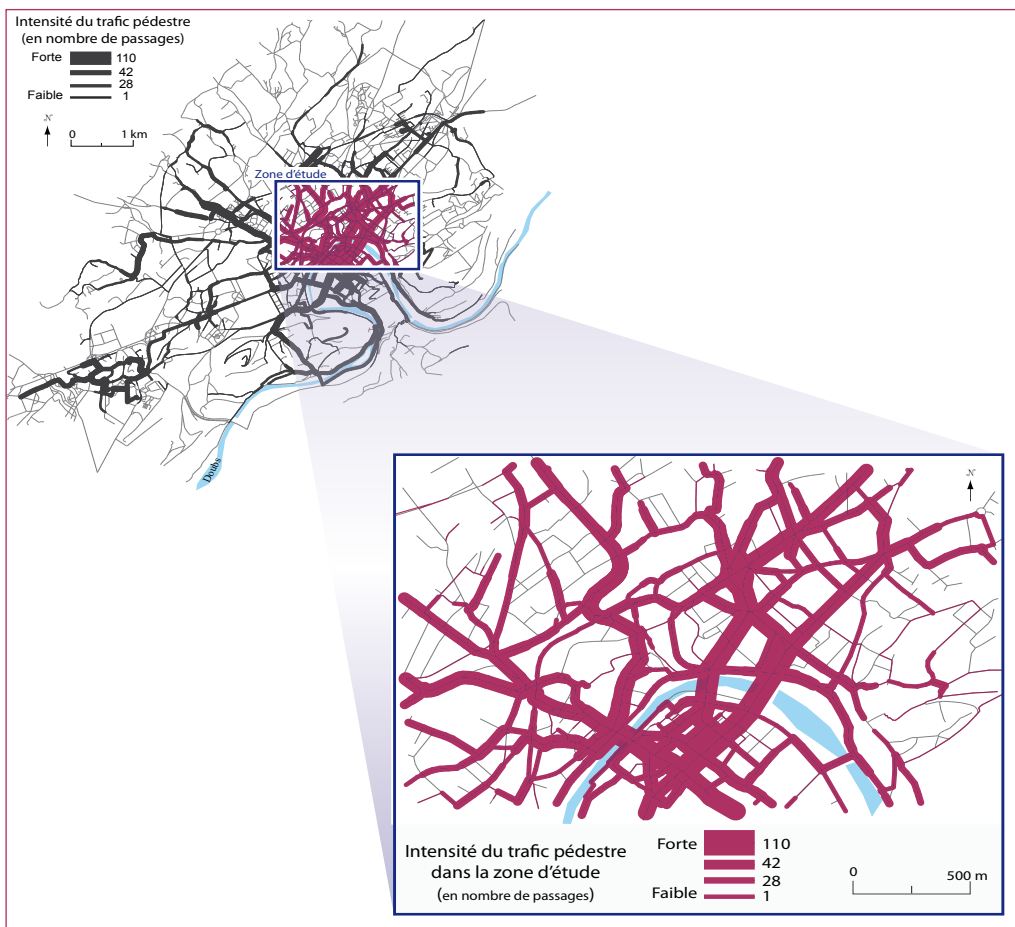 Intensité du trafic pédestre
(en nombre de passages)
Forte 110
42
28
Faible 1
N
0 1 km
Zone d'étude
Doubs
N
Intensité du trafic pédestre
dans la zone d'étude
(en nombre de passages)
Forte 110
42
28
Faible 1
0 500 m